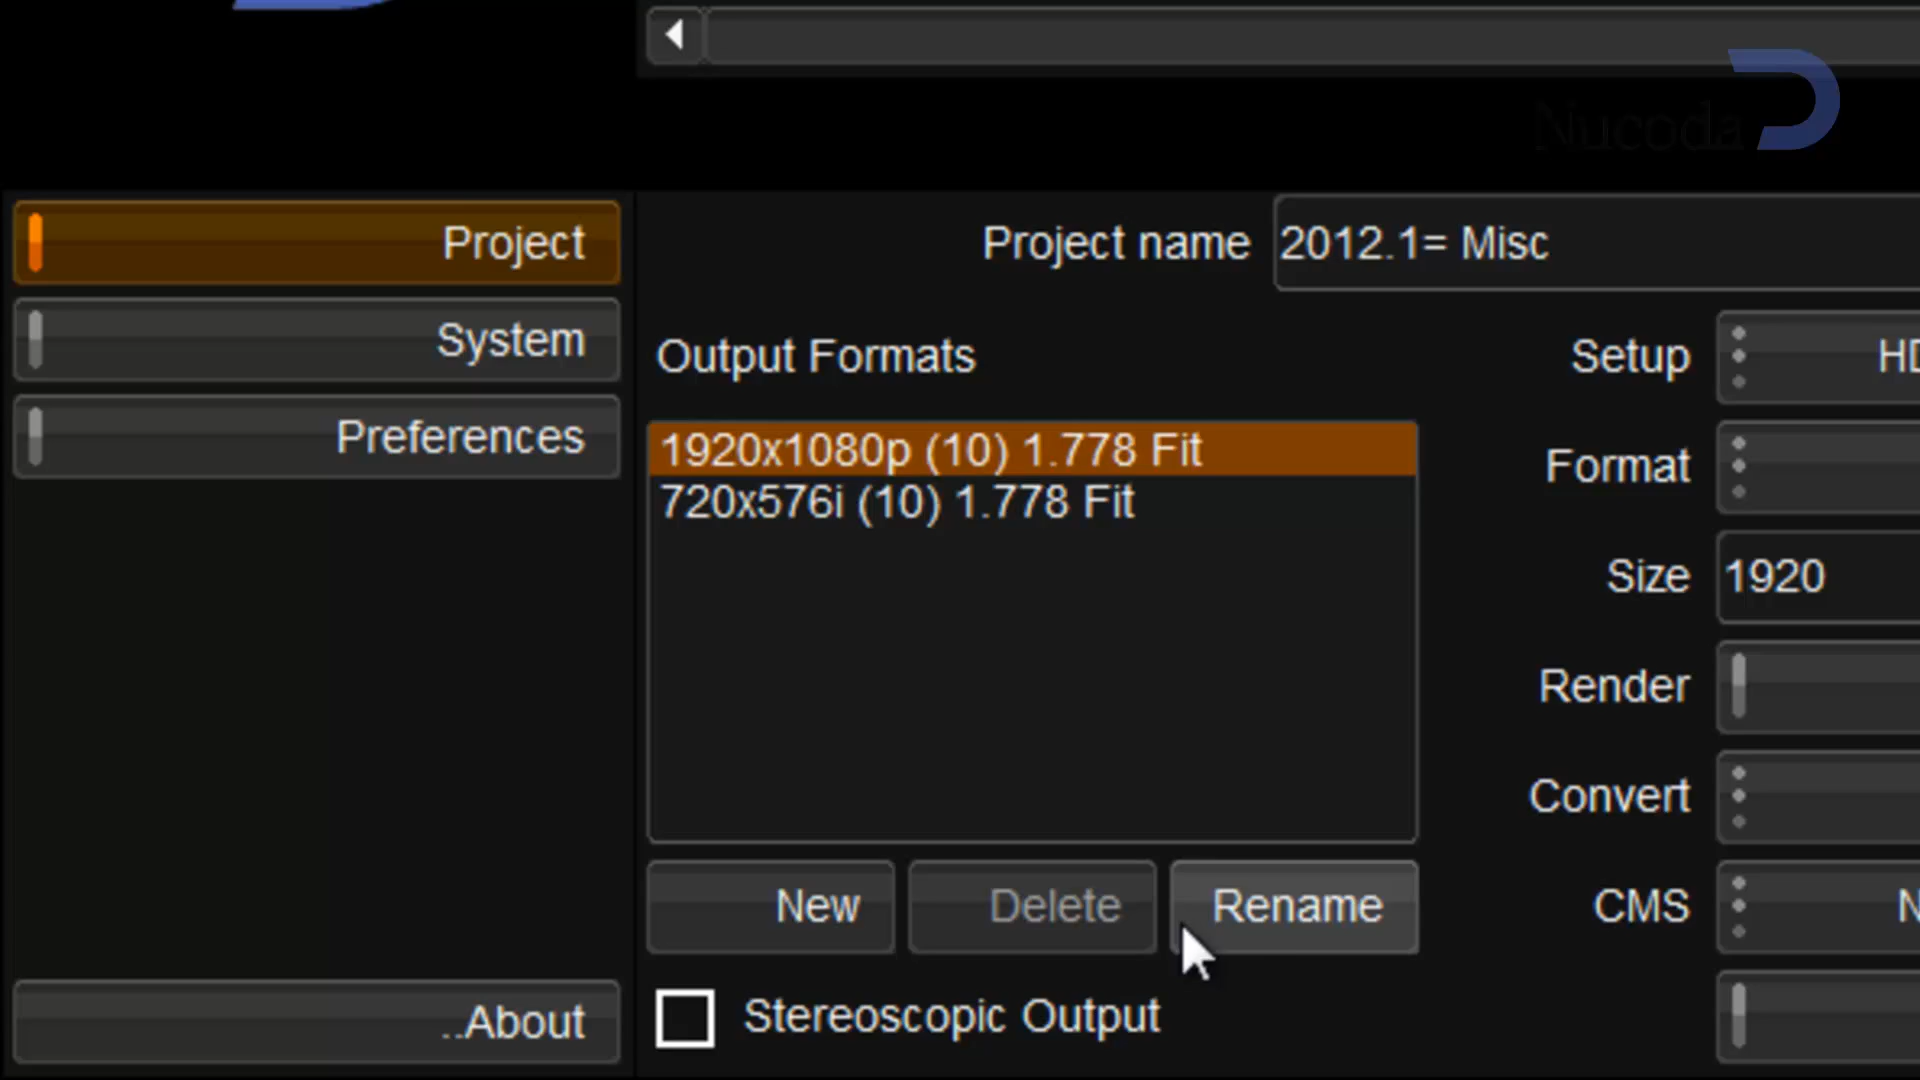 Nucoda
Project
System
Preferences
..About
Project name 2012.1= Misc
Output Formats
1920x1080p (10) 1.778 Fit
720x576i (10) 1.778 Fit
New Delete Rename
Stereoscopic Output
Setup HD
Format
Size 1920
Render
Convert
CMS N